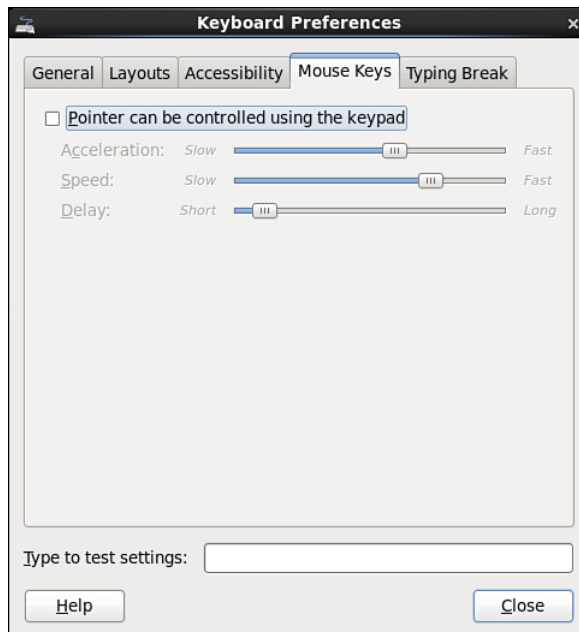 Keyboard Preferences
General Layouts Accessibility Mouse Keys Typing Break
Pointer can be controlled using the keypad
Acceleration: Slow Fast
Speed: Slow Fast
Delay: Short Long
Type to test settings:
Help Close